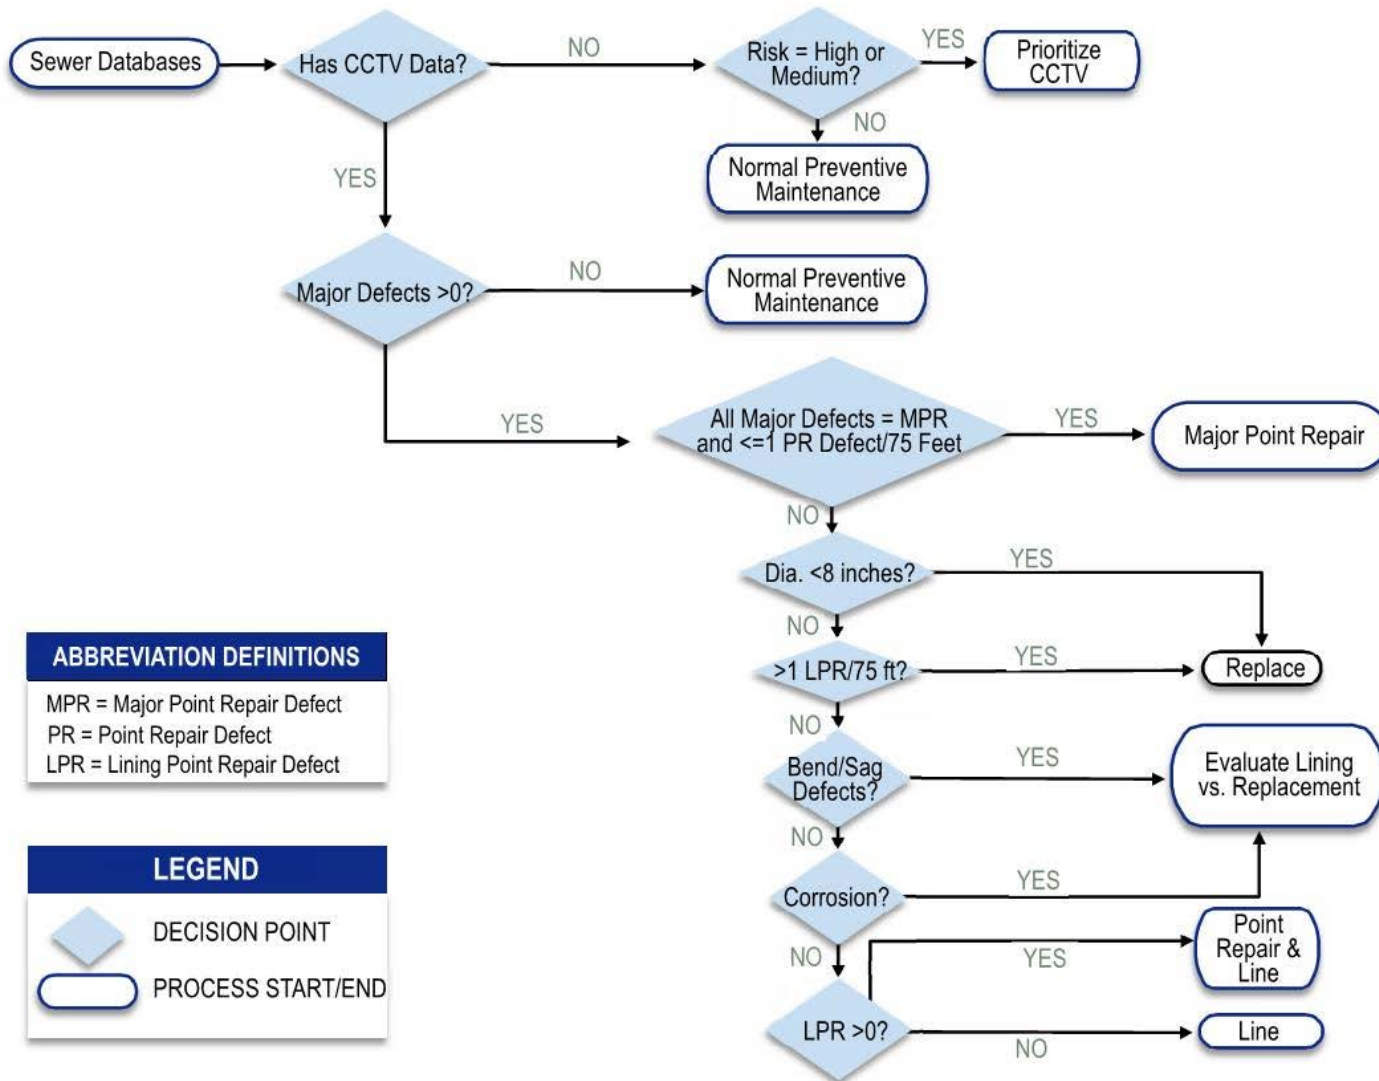 Sewer Databases
Has CCTV Data?
NO
Risk = High or
Medium?
YES
Prioritize
CCTV
NO
Normal Preventive
Maintenance
YES
Major Defects >0?
NO
Normal Preventive
Maintenance
YES
All Major Defects = MPR
and <=1 PR Defect/75 Feet
YES
Major Point Repair
NO
Dia. <8 inches?
YES
NO
>1 LPR/75 ft?
YES
Replace
NO
Bend/Sag
Defects?
YES
Evaluate Lining
vs. Replacement
NO
Corrosion?
YES
NO
Point
Repair &
Line
YES
LPR >0?
NO
Line
ABBREVIATION DEFINITIONS
MPR = Major Point Repair Defect
PR = Point Repair Defect
LPR = Lining Point Repair Defect
LEGEND
DECISION POINT
PROCESS START/END